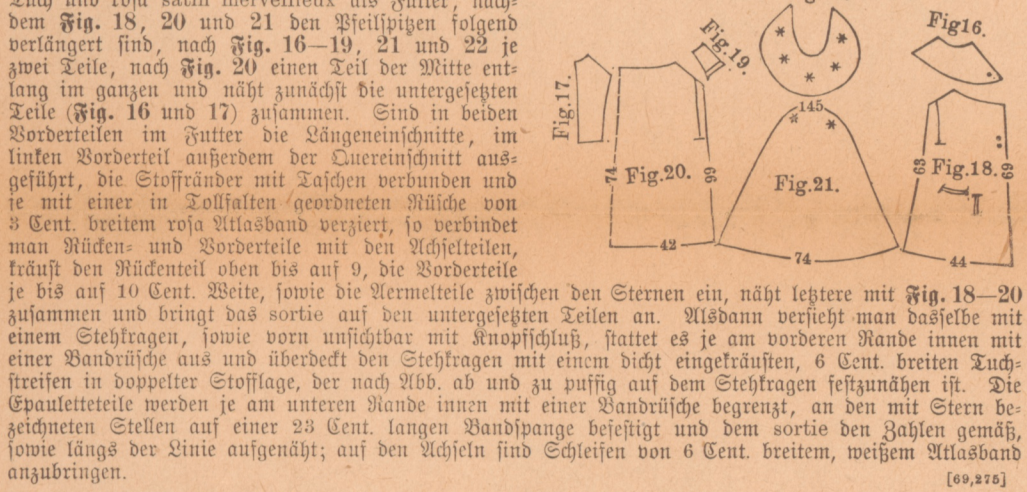 Tuch und rosa satin merveilleux als Futter, nach-
dem Fig. 18, 20 und 21 den Pfeilspitzen folgend
verlängert sind, nach Fig. 16—19, 21 und 22 je
zwei Teile, nach Fig. 20 einen Teil der Mitte ent-
lang im ganzen und näht zunächst die untergesetzten
Teile (Fig. 16 und 17) zusammen. Sind in beiden
Vorderteilen im Futter die Längeneinschnitte, im
linken Vorderteil außerdem der Quereinschnitt aus-
geführt, die Stoffränder mit Taschen verbunden und
je mit einer in Tollfalten geordneten Rüsche von
3 Cent. breitem rosa Atlasband verziert, so verbindet
man Rücken- und Vorderteile mit den Achselteilen,
kräust den Rückenteil oben bis auf 9, die Vorderteile
je bis auf 10 Cent. Weite, sowie die Aermelteile zwischen den Sternen ein, näht letztere mit Fig. 18—20
zusammen und bringt das sortie auf den untergesetzten Teilen an. Alsdann versieht man dasselbe mit
einem Stehkragen, sowie vorn unsichtbar mit Knopfschluß, stattet es je am vorderen Rande innen mit
einer Bandrüsche aus und überdeckt den Stehkragen mit einem dicht eingekräusten, 6 Cent. breiten Tuch-
streifen in doppelter Stofflage, der nach Abb. ab und zu puffig auf dem Stehkragen festzunähen ist. Die
Epauletteteile werden je am unteren Rande innen mit einer Bandrüsche begrenzt, an den mit Stern be-
zeichneten Stellen auf einer 23 Cent. langen Bandspange befestigt und dem sortie den Zahlen gemäß,
sowie längs der Linie aufgenäht; auf den Achseln sind Schleifen von 6 Cent. breitem, weißem Atlasband
anzubringen.
[69,275]
Fig.17.
Fig.19.
Fig16.
74
Fig.20.
66
42
145
Fig.21.
74
63
Fig.18.
69
44